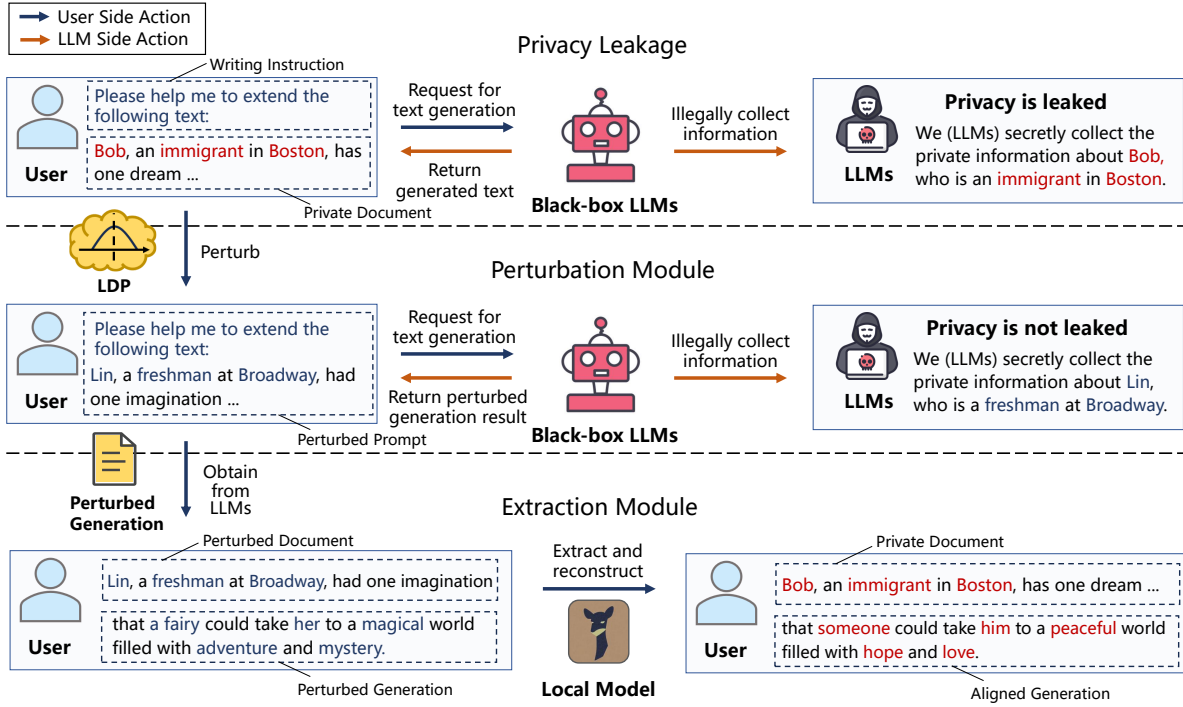 User Side Action
LLM Side Action
Privacy Leakage
Writing Instruction
Please help me to extend the
following text:
Bob, an immigrant in Boston, has
one dream ...
User
Private Document
Request for
text generation
Return
generated text
Black-box LLMs
Illegally collect
information
LLMs
Privacy is leaked
We (LLMs) secretly collect the
private information about Bob,
who is an immigrant in Boston.
LDP
Perturb
Perturbation Module
Please help me to extend the
following text:
Lin, a freshman at Broadway, had
one imagination ...
User
Perturbed Prompt
Request for
text generation
Return perturbed
generation result
Black-box LLMs
Illegally collect
information
LLMs
Privacy is not leaked
We (LLMs) secretly collect the
private information about Lin,
who is a freshman at Broadway.
Perturbed
Generation
Obtain
from
LLMs
Extraction Module
Perturbed Document
Lin, a freshman at Broadway, had one imagination
that a fairy could take her to a magical world
filled with adventure and mystery.
User
Perturbed Generation
Extract and
reconstruct
Local Model
Private Document
Bob, an immigrant in Boston, has one dream ...
that someone could take him to a peaceful world
filled with hope and love.
User
Aligned Generation